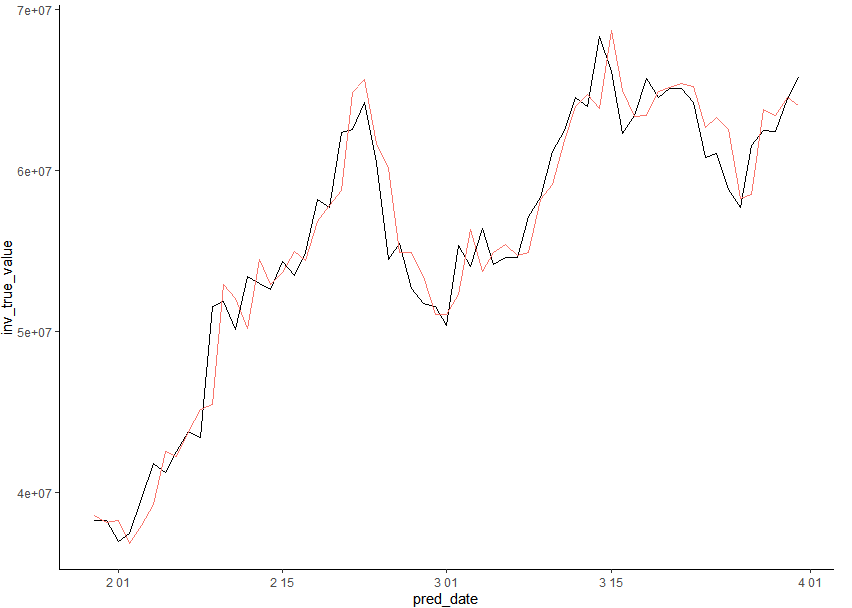 7e+07
6e+07
5e+07
4e+07
inv_true_value
2 01
2 15
3 01
3 15
4 01
pred_date